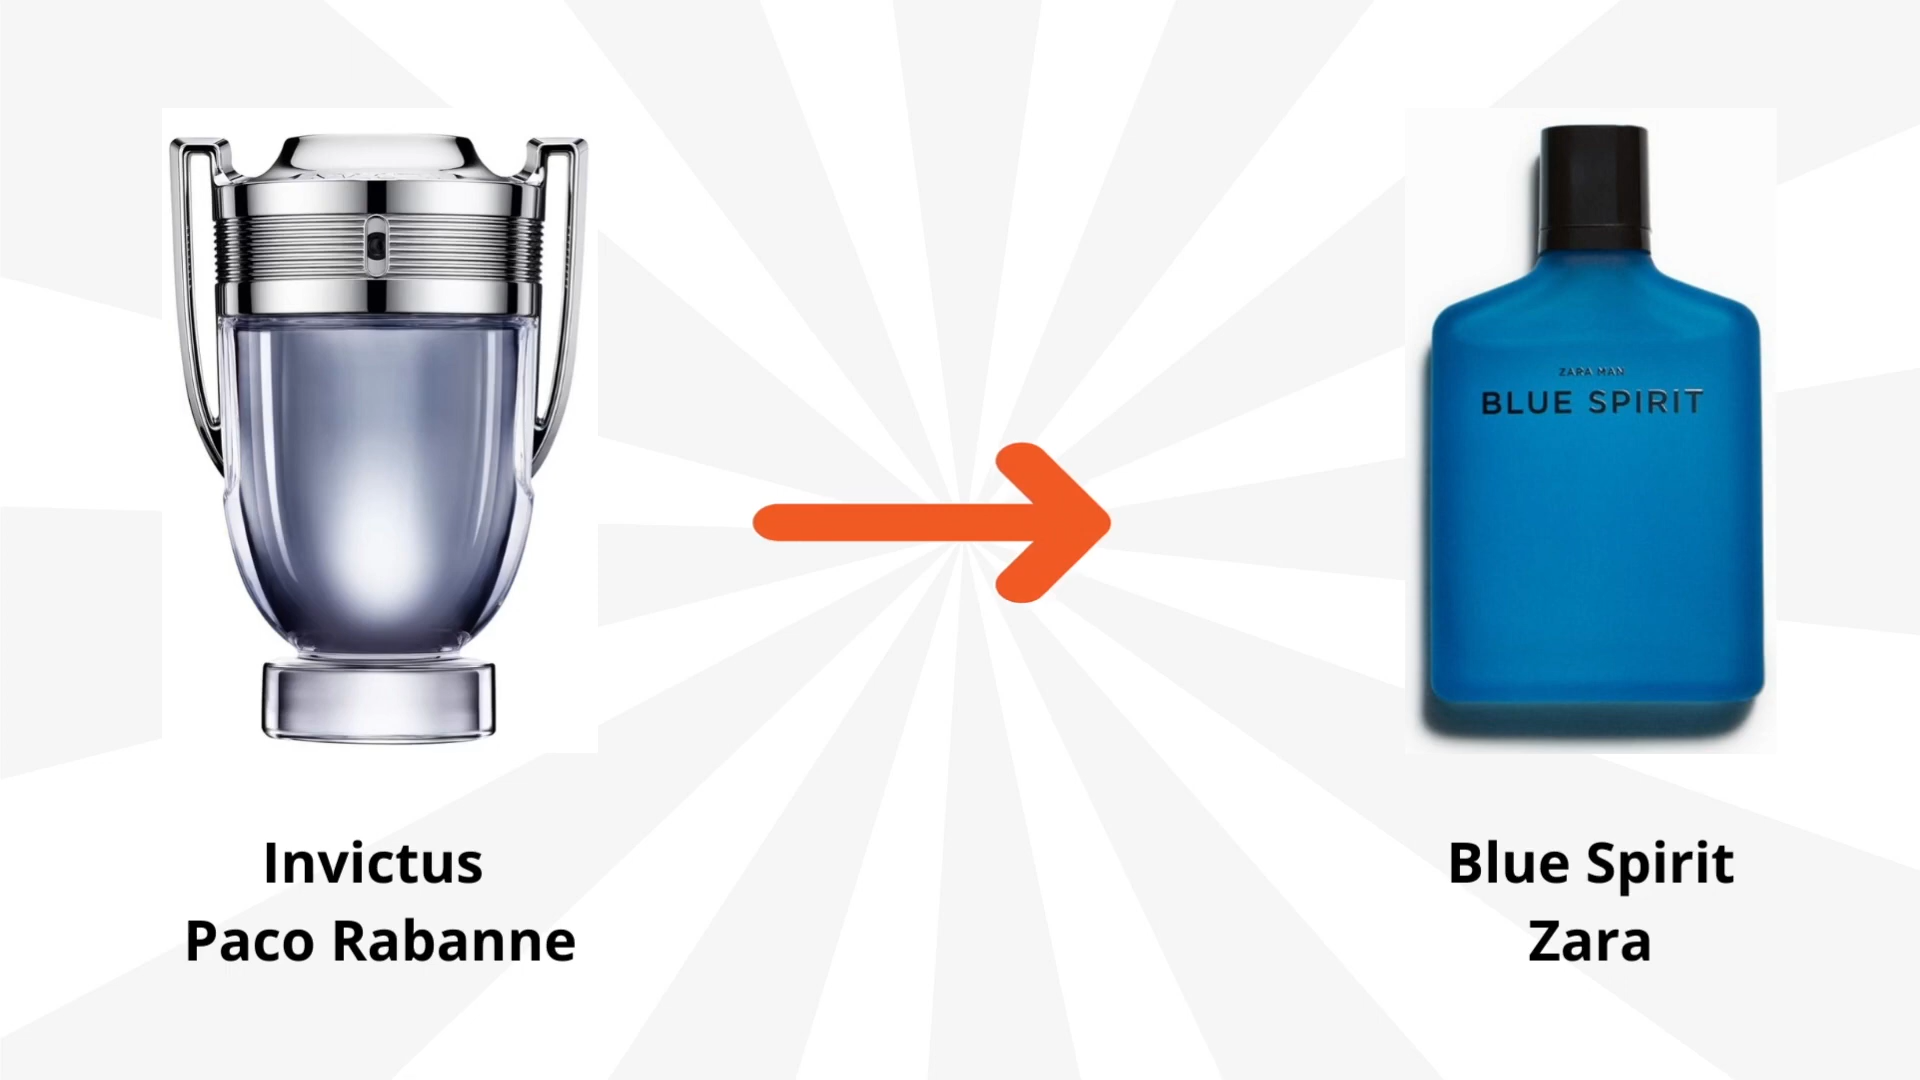 ZARA MAN
BLUE SPIRIT
Invictus
Paco Rabanne
Blue Spirit
Zara